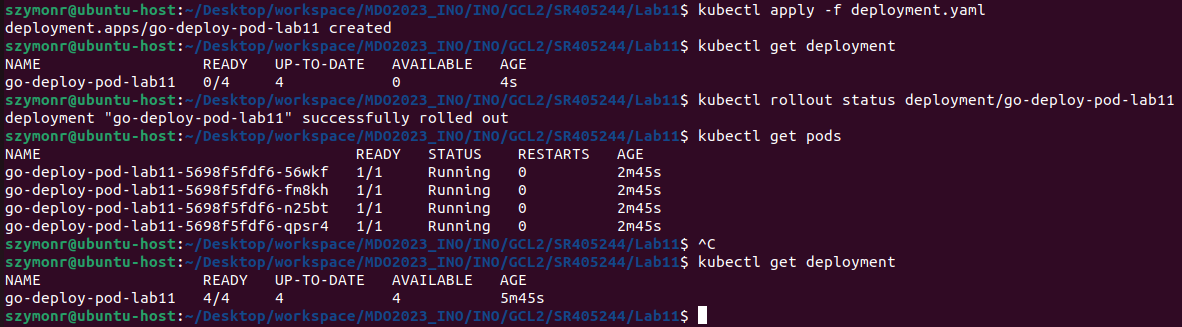 szymonr@ubuntu-host:~/Desktop/workspace/MDO2023_INO/INO/GCL2/SR405244/Lab11$ kubectl apply -f deployment.yaml
deployment.apps/go-deploy-pod-lab11 created
szymonr@ubuntu-host:~/Desktop/workspace/MDO2023_INO/INO/GCL2/SR405244/Lab11$ kubectl get deployment
NAME                  READY   UP-TO-DATE   AVAILABLE   AGE
go-deploy-pod-lab11   0/4     4            0           4s
szymonr@ubuntu-host:~/Desktop/workspace/MDO2023_INO/INO/GCL2/SR405244/Lab11$ kubectl rollout status deployment/go-deploy-pod-lab11
deployment "go-deploy-pod-lab11" successfully rolled out
szymonr@ubuntu-host:~/Desktop/workspace/MDO2023_INO/INO/GCL2/SR405244/Lab11$ kubectl get pods
NAME                                   READY   STATUS    RESTARTS   AGE
go-deploy-pod-lab11-5698f5fdf6-56wkf   1/1     Running   0          2m45s
go-deploy-pod-lab11-5698f5fdf6-fm8kh   1/1     Running   0          2m45s
go-deploy-pod-lab11-5698f5fdf6-n25bt   1/1     Running   0          2m45s
go-deploy-pod-lab11-5698f5fdf6-qpsr4   1/1     Running   0          2m45s
szymonr@ubuntu-host:~/Desktop/workspace/MDO2023_INO/INO/GCL2/SR405244/Lab11$ ^C
szymonr@ubuntu-host:~/Desktop/workspace/MDO2023_INO/INO/GCL2/SR405244/Lab11$ kubectl get deployment
NAME                  READY   UP-TO-DATE   AVAILABLE   AGE
go-deploy-pod-lab11   4/4     4            4           5m45s
szymonr@ubuntu-host:~/Desktop/workspace/MDO2023_INO/INO/GCL2/SR405244/Lab11$